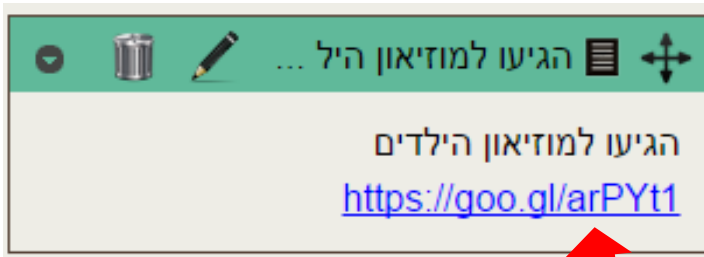 הגיעו למוזיאון היל ...
הגיעו למוזיאון הילדים
https://goo.gl/arPYt1